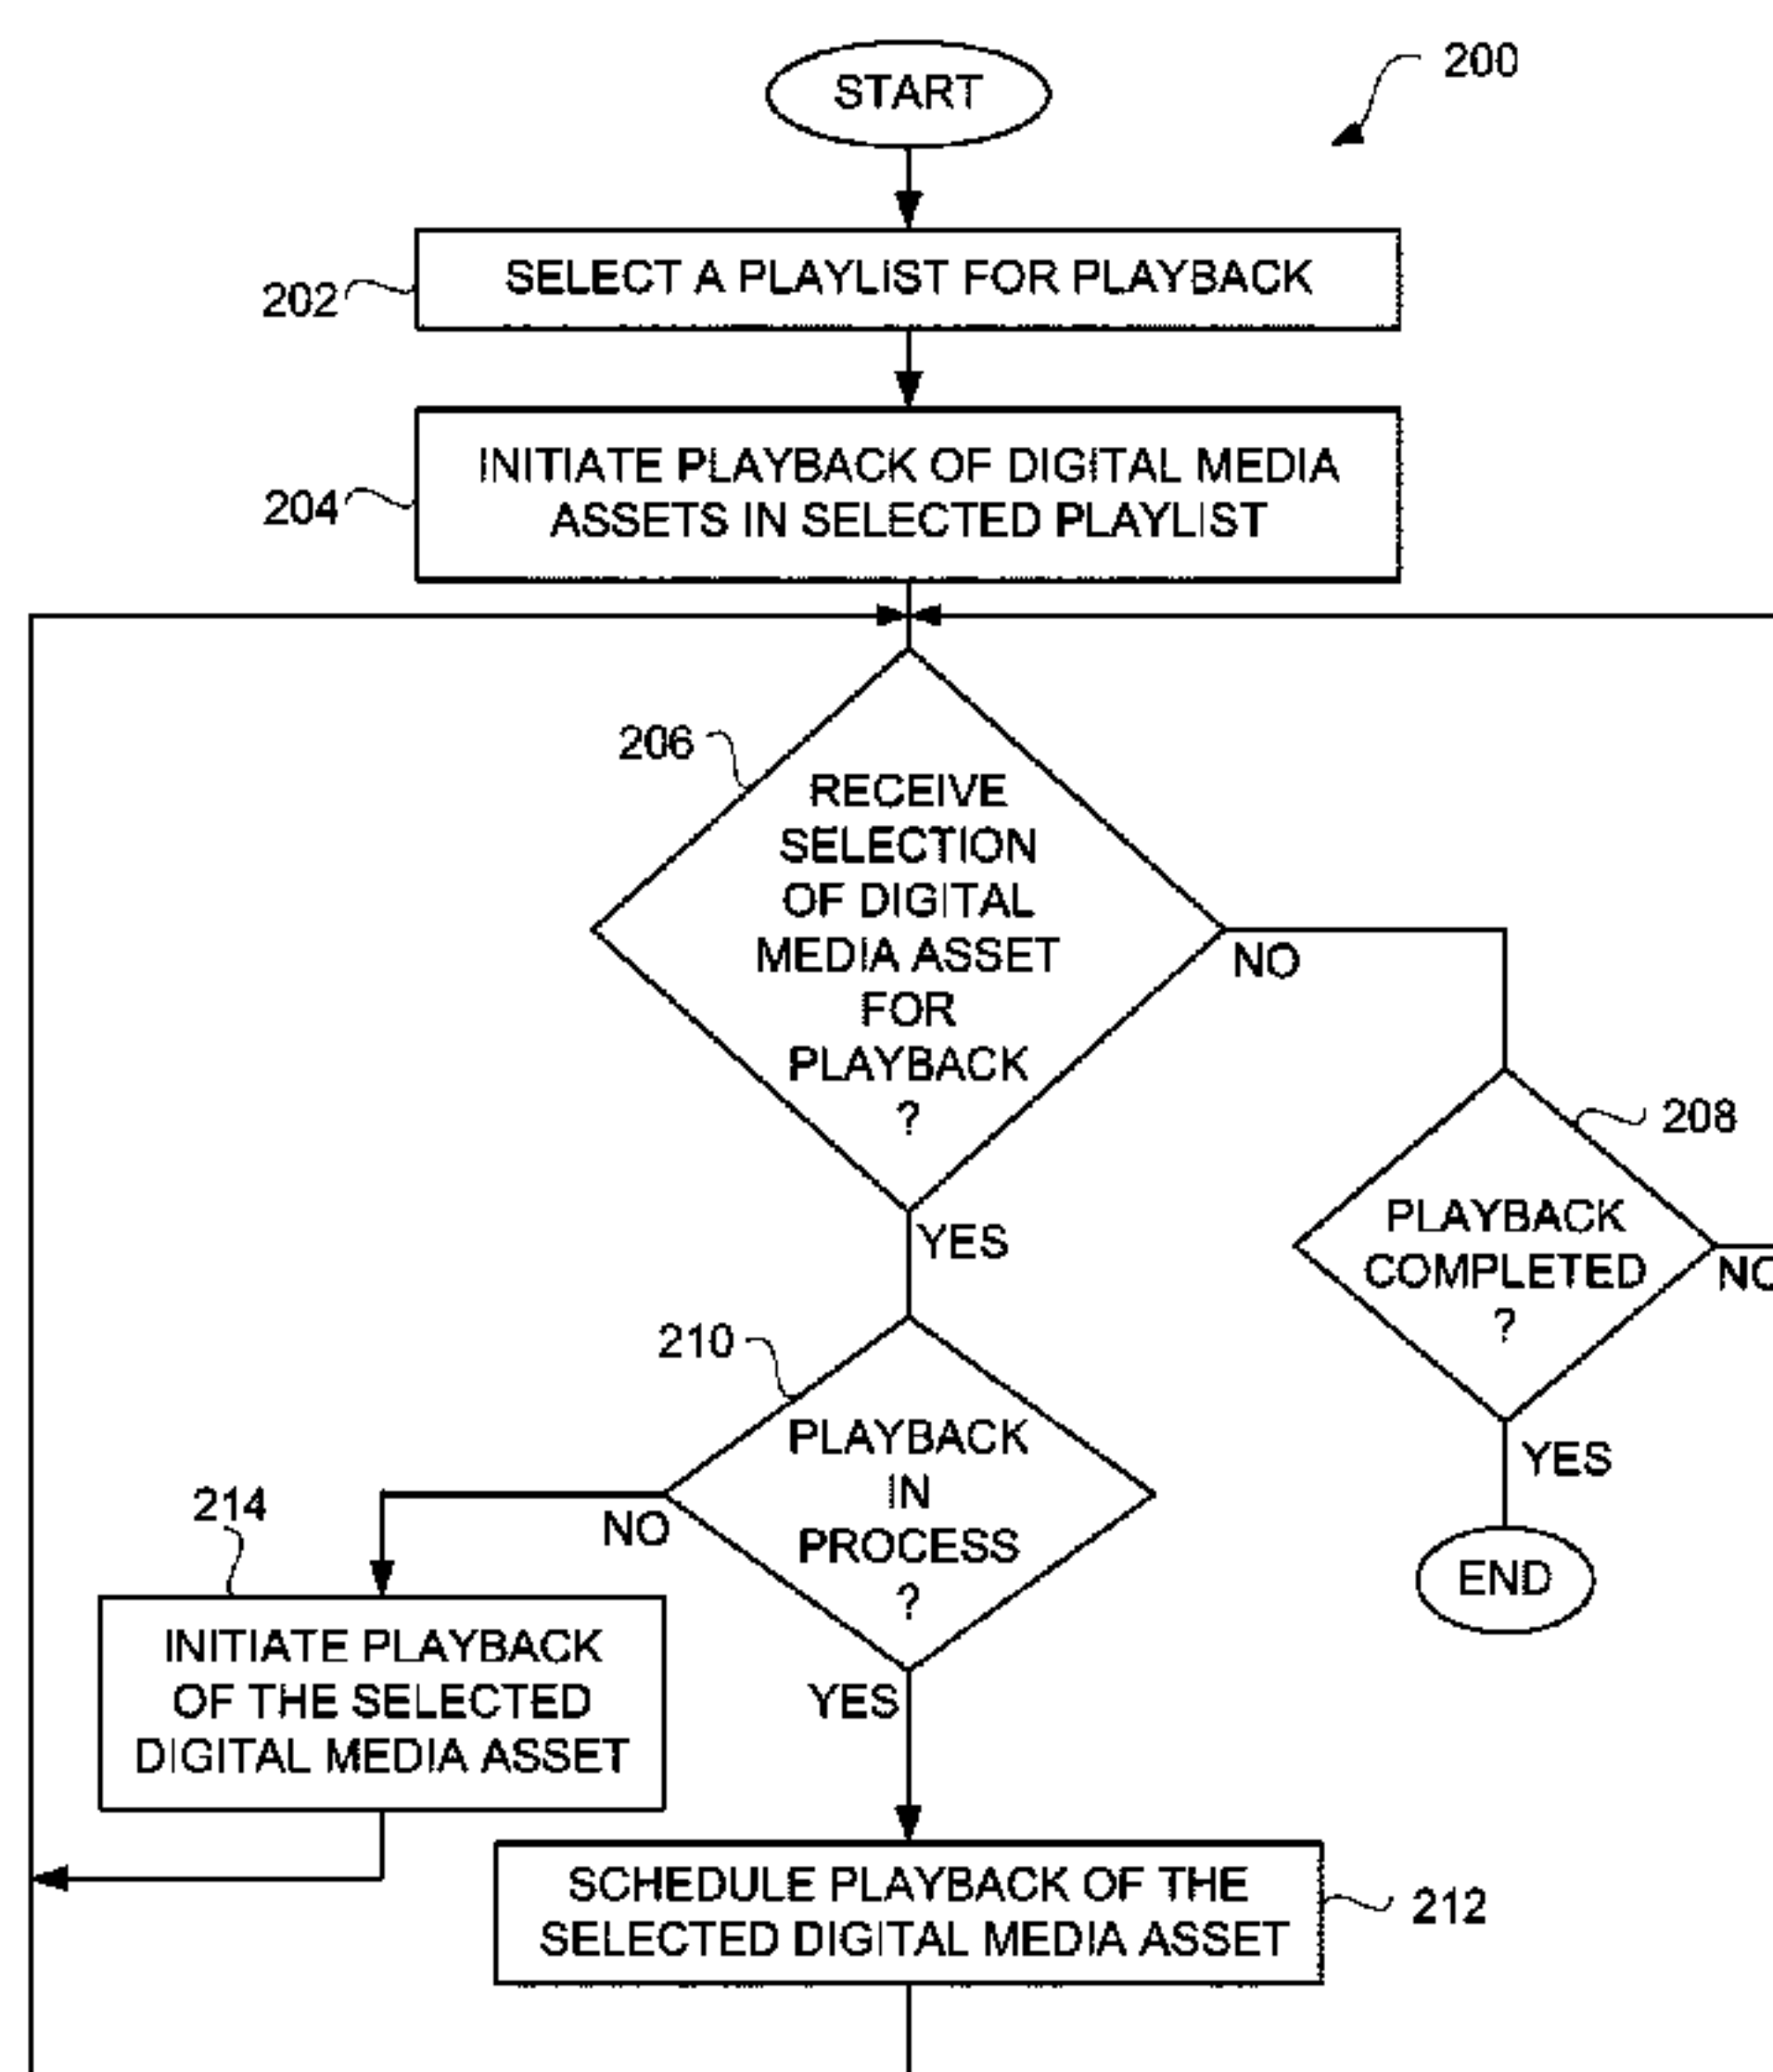 START
200
202
SELECT A PLAYLIST FOR PLAYBACK
204
INITIATE PLAYBACK OF DIGITAL MEDIA
ASSETS IN SELECTED PLAYLIST
206
RECEIVE
SELECTION
OF DIGITAL
MEDIA ASSET
FOR
PLAYBACK
?
NO
YES
208
PLAYBACK
COMPLETED
?
NO
YES
END
210
PLAYBACK
IN
PROCESS
?
NO
YES
214
INITIATE PLAYBACK
OF THE SELECTED
DIGITAL MEDIA ASSET
SCHEDULE PLAYBACK OF THE
SELECTED DIGITAL MEDIA ASSET
212